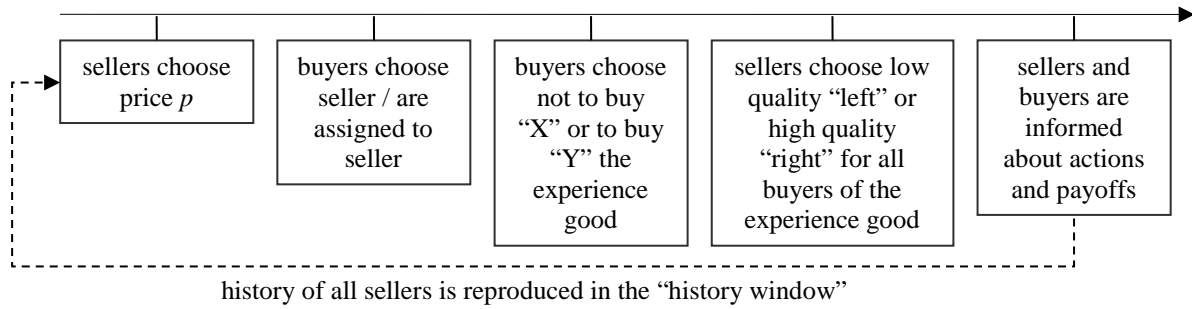 sellers choose
price p
buyers choose
seller / are
assigned to
seller
buyers choose
not to buy
“X” or to buy
“Y” the
experience
good
sellers choose low
quality “left” or
high quality
“right” for all
buyers of the
experience good
sellers and
buyers are
informed
about actions
and payoffs
history of all sellers is reproduced in the “history window”